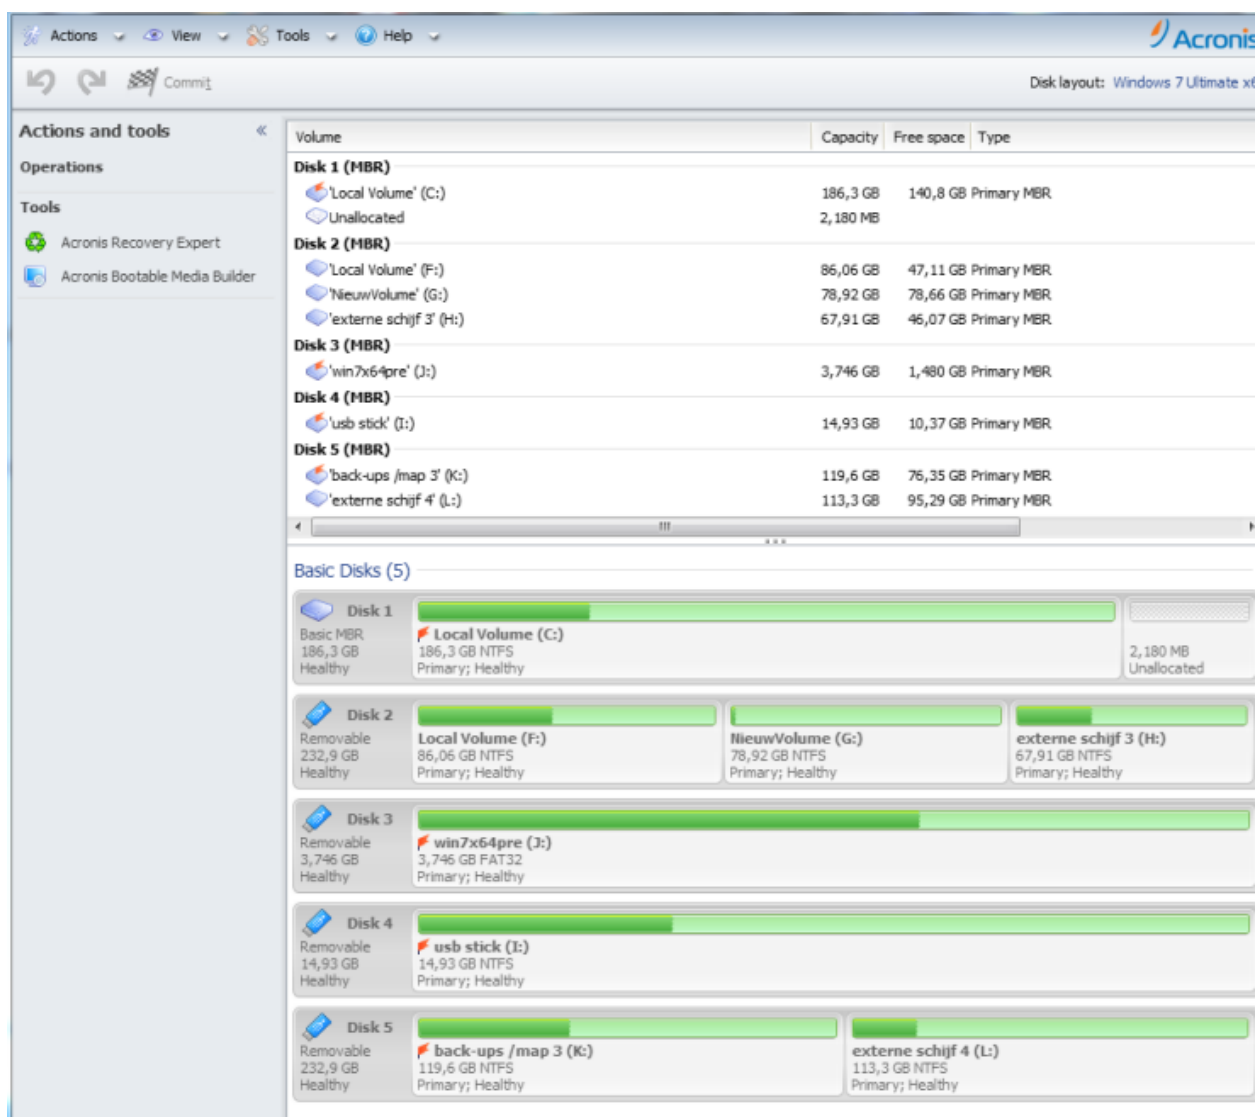 Actions View Tools Help Acronis
Commit Disk layout: Windows 7 Ultimate x6
Actions and tools «
Operations
Tools
Acronis Recovery Expert
Acronis Bootable Media Builder
Volume Capacity Free space Type
Disk 1 (MBR)
'Local Volume' (C:) 186,3 GB 140,8 GB Primary MBR
Unallocated 2,180 MB
Disk 2 (MBR)
'Local Volume' (F:) 86,06 GB 47,11 GB Primary MBR
'NieuwVolume' (G:) 78,92 GB 78,66 GB Primary MBR
'externe schijf 3' (H:) 67,91 GB 46,07 GB Primary MBR
Disk 3 (MBR)
'win7x64pre' (J:) 3,746 GB 1,480 GB Primary MBR
Disk 4 (MBR)
'usb stick' (I:) 14,93 GB 10,37 GB Primary MBR
Disk 5 (MBR)
'back-ups /map 3' (K:) 119,6 GB 76,35 GB Primary MBR
'externe schijf 4' (L:) 113,3 GB 95,29 GB Primary MBR
Basic Disks (5)
Disk 1
Basic MBR
186,3 GB
Healthy
Local Volume (C:)
186,3 GB NTFS
Primary; Healthy
2,180 MB
Unallocated
Disk 2
Removable
232,9 GB
Healthy
Local Volume (F:)
86,06 GB NTFS
Primary; Healthy
NieuwVolume (G:)
78,92 GB NTFS
Primary; Healthy
externe schijf 3 (H:)
67,91 GB NTFS
Primary; Healthy
Disk 3
Removable
3,746 GB
Healthy
win7x64pre (J:)
3,746 GB FAT32
Primary; Healthy
Disk 4
Removable
14,93 GB
Healthy
usb stick (I:)
14,93 GB NTFS
Primary; Healthy
Disk 5
Removable
232,9 GB
Healthy
back-ups /map 3 (K:)
119,6 GB NTFS
Primary; Healthy
externe schijf 4 (L:)
113,3 GB NTFS
Primary; Healthy